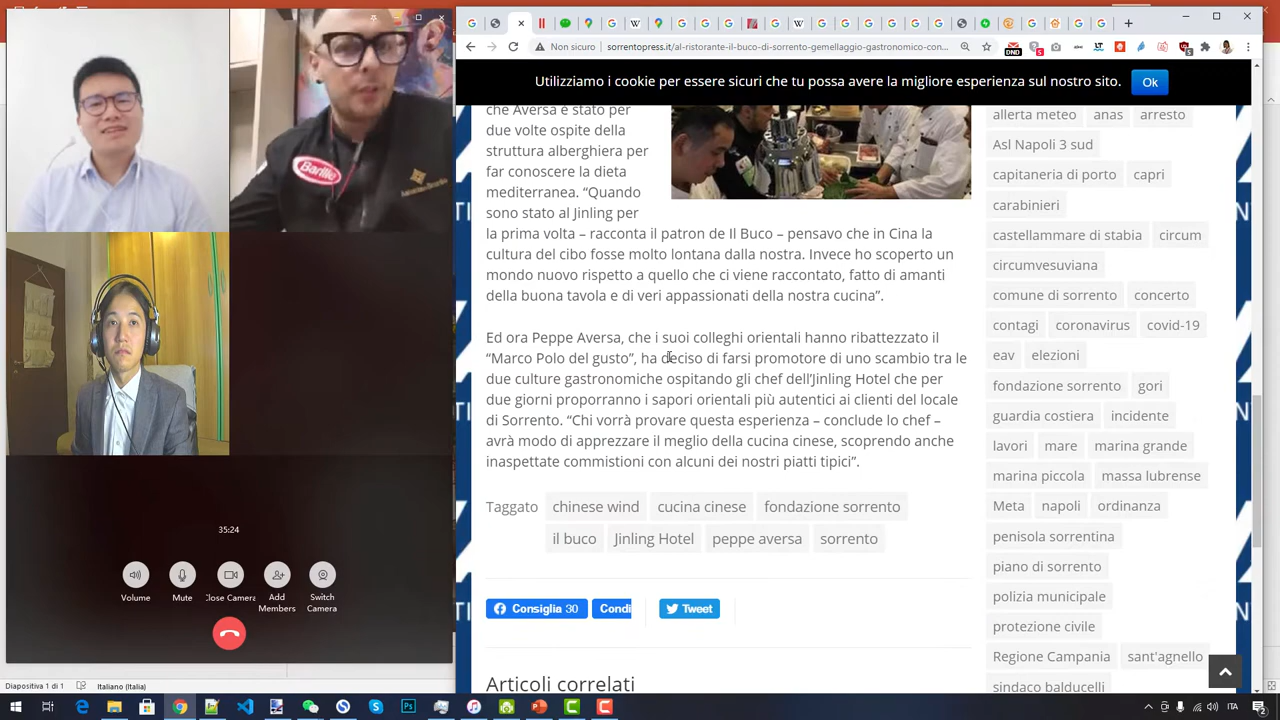 Barilla
35:24
Volume
Mute
Close Camera
Add Members
Switch Camera
Diapositiva 1 di 1
Italiano (Italia)
Non sicuro
sorrentopress.it/al-ristorante-il-buco-di-sorrento-gemellaggio-gastronomico-con...
Utilizziamo i cookie per essere sicuri che tu possa avere la migliore esperienza sul nostro sito. Ok
che Aversa è stato per
due volte ospite della
struttura alberghiera per
far conoscere la dieta
mediterranea. “Quando
sono stato al Jinling per
la prima volta – racconta il patron de Il Buco – pensavo che in Cina la
cultura del cibo fosse molto lontana dalla nostra. Invece ho scoperto un
mondo nuovo rispetto a quello che ci viene raccontato, fatto di amanti
della buona tavola e di veri appassionati della nostra cucina”.
Ed ora Peppe Aversa, che i suoi colleghi orientali hanno ribattezzato il
“Marco Polo del gusto”, ha deciso di farsi promotore di uno scambio tra le
due culture gastronomiche ospitando gli chef dell’Jinling Hotel che per
due giorni proporranno i sapori orientali più autentici ai clienti del locale
di Sorrento. “Chi vorrà provare questa esperienza – conclude lo chef –
avrà modo di apprezzare il meglio della cucina cinese, scoprendo anche
inaspettate commistioni con alcuni dei nostri piatti tipici”.
Taggato chinese wind cucina cinese fondazione sorrento
il buco Jinling Hotel peppe aversa sorrento
Consiglia 30 Condi Tweet
Articoli correlati
allerta meteo anas arresto
Asl Napoli 3 sud
capitaneria di porto capri
carabinieri
castellammare di stabia circum
circumvesuviana
comune di sorrento concerto
contagi coronavirus covid-19
eav elezioni
fondazione sorrento gori
guardia costiera incidente
lavori mare marina grande
marina piccola massa lubrense
Meta napoli ordinanza
penisola sorrentina
piano di sorrento
polizia municipale
protezione civile
Regione Campania sant'agnello
sindaco balducelli
ITA